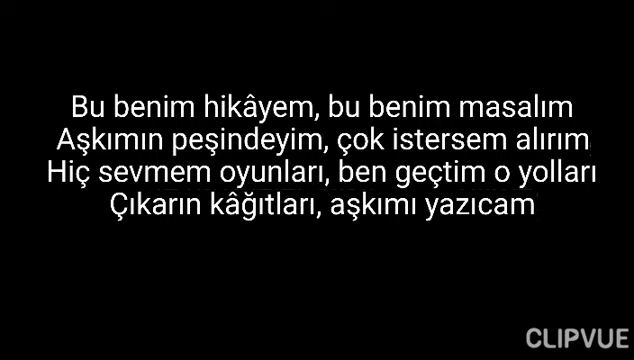 Bu benim hikâyem, bu benim masalım
Aşkımın peşindeyim, çok istersem alırım
Hiç sevmem oyunları, ben geçtim o yolları
Çıkarın kâğıtları, aşkımı yazıcam
CLIPVUE